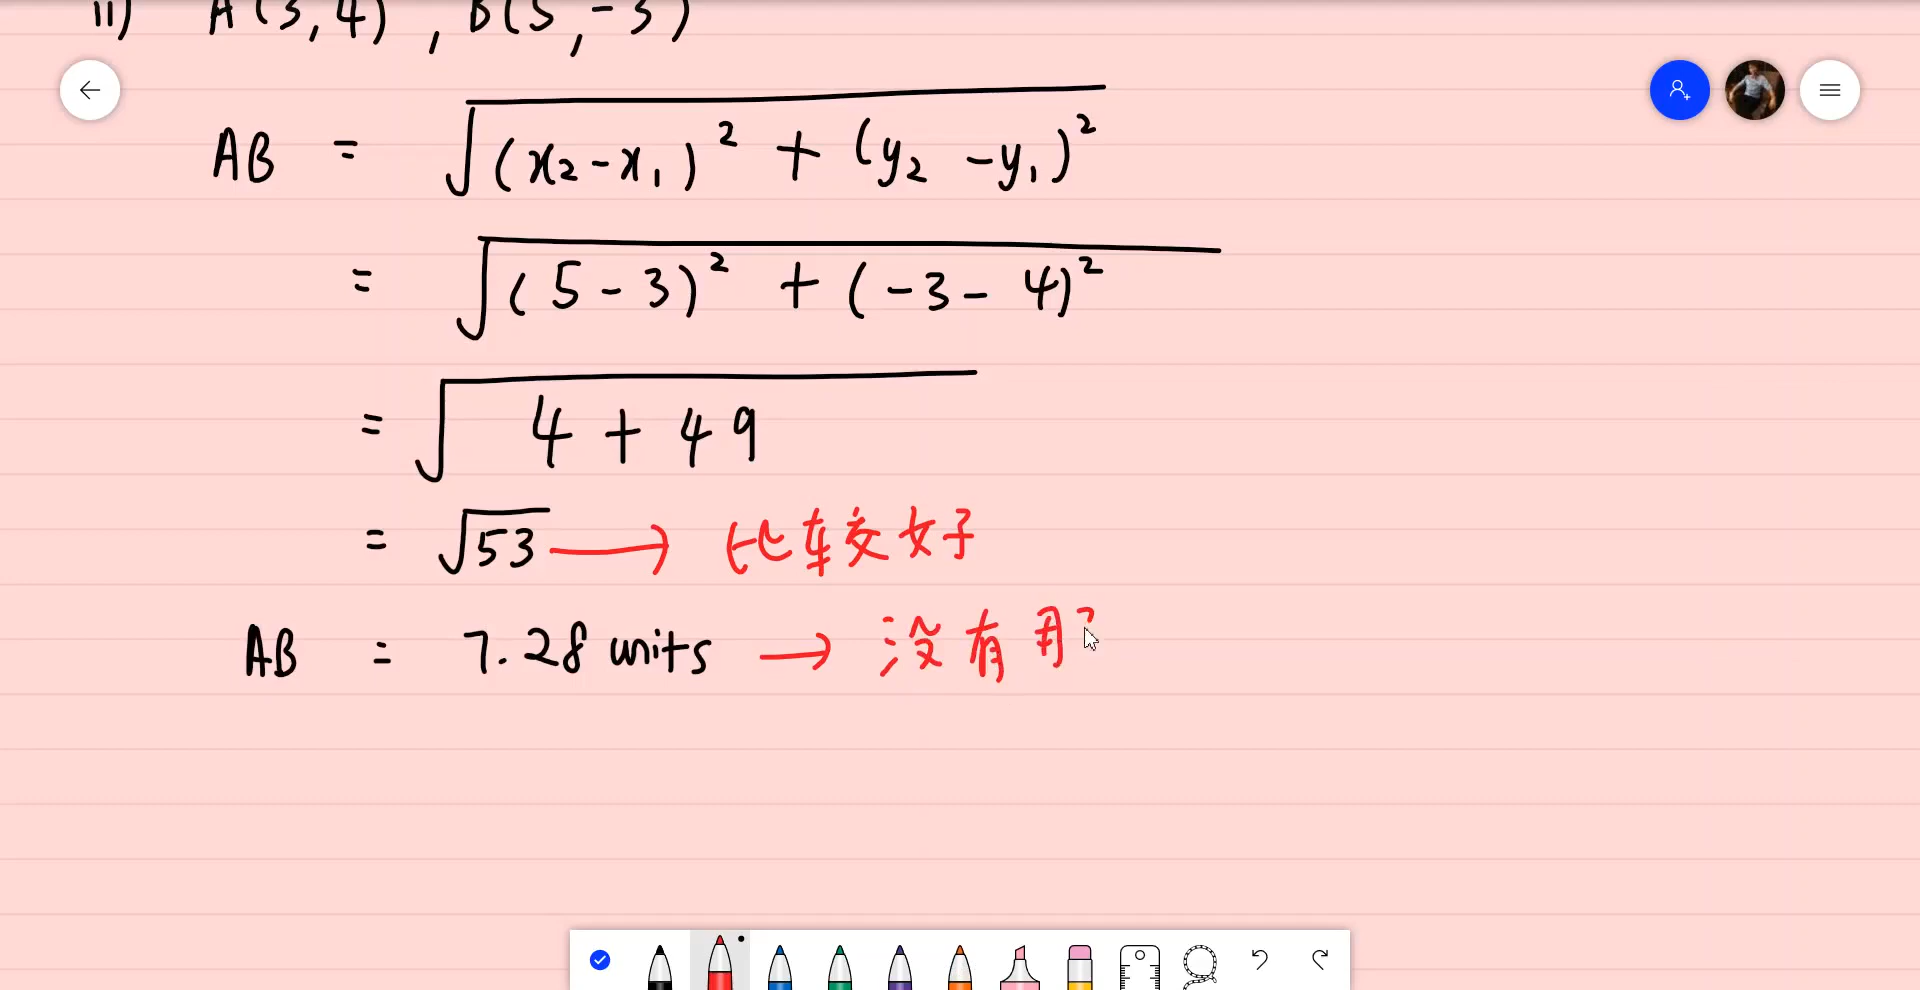 ii) A(3,4), B(5,-3)
AB = √(x₂-x₁)² + (y₂-y₁)²
= √(5-3)² + (-3-4)²
= √4 + 49
= √53 → 比较好
AB = 7.28 units → 没有用